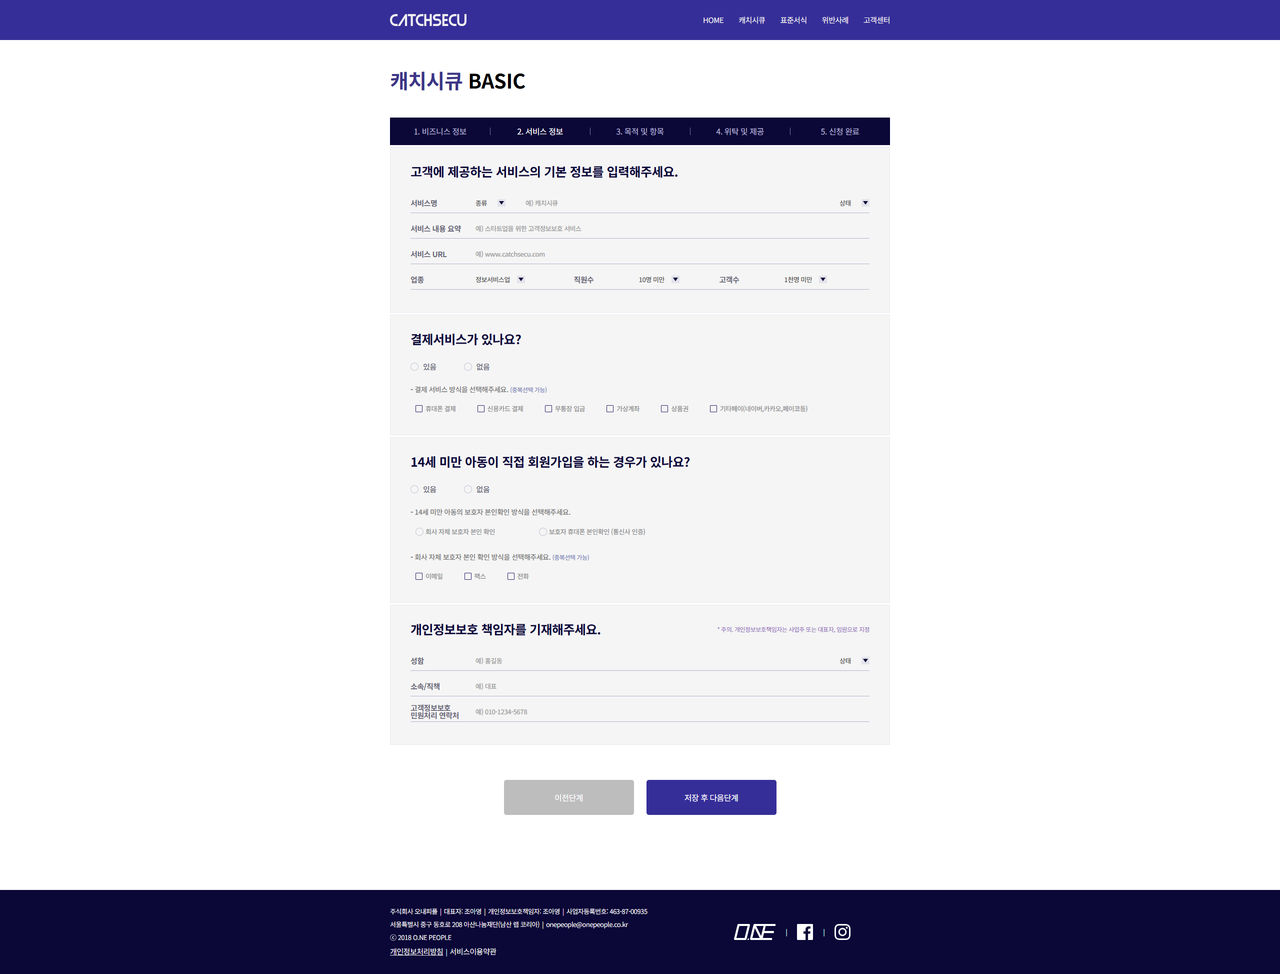 CATCHSECU
HOME 캐치시큐 표준서식 위반사례 고객센터
캐치시큐 BASIC
1. 비즈니스 정보 | 2. 서비스 정보 | 3. 목적 및 항목 | 4. 위탁 및 제공 | 5. 신청 완료
고객에 제공하는 서비스의 기본 정보를 입력해주세요.
서비스명 종류 예) 캐치시큐 상태
서비스 내용 요약 예) 스타트업을 위한 고객정보보호 서비스
서비스 URL 예) www.catchsecu.com
업종 정보서비스업 직원수 10명 미만 고객수 1천명 미만
결제서비스가 있나요?
있음 없음
- 결제 서비스 방식을 선택해주세요. (중복선택 가능)
휴대폰 결제 신용카드 결제 무통장 입금 가상계좌 상품권 기타페이(네이버,카카오,페이코등)
14세 미만 아동이 직접 회원가입을 하는 경우가 있나요?
있음 없음
- 14세 미만 아동의 보호자 본인확인 방식을 선택해주세요.
회사 자체 보호자 본인 확인 보호자 휴대폰 본인확인 (통신사 인증)
- 회사 자체 보호자 본인 확인 방식을 선택해주세요. (중복선택 가능)
이메일 팩스 전화
개인정보보호 책임자를 기재해주세요.
* 주의. 개인정보보호책임자는 사업주 또는 대표자, 임원으로 지정
성함 예) 홍길동 상태
소속/직책 예) 대표
고객정보보호
민원처리 연락처 예) 010-1234-5678
이전단계 저장 후 다음단계
주식회사 오내피플 | 대표자: 조아영 | 개인정보보호책임자: 조아영 | 사업자등록번호: 463-87-00935
서울특별시 중구 동호로 208 아산나눔재단(남산 랩 코리아) | onepeople@onepeople.co.kr
ⓒ 2018 O.NE PEOPLE
개인정보처리방침 | 서비스이용약관
O.NE